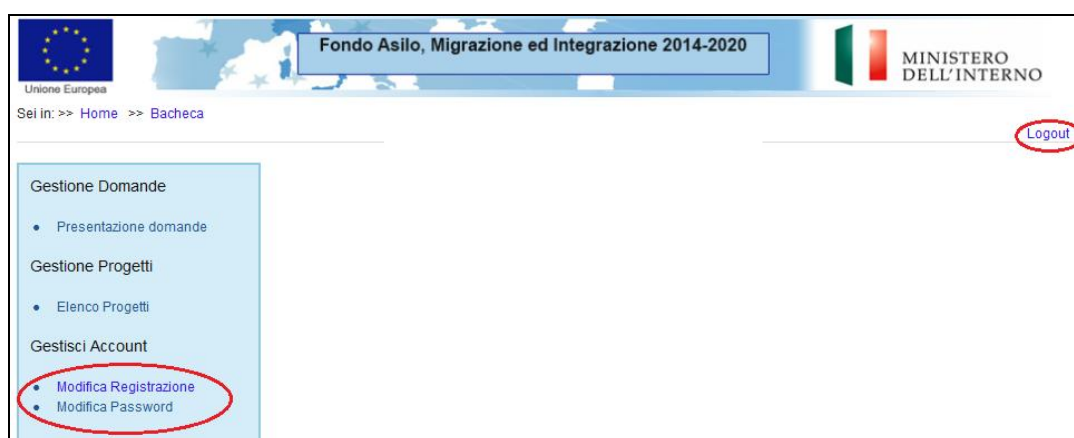 Fondo Asilo, Migrazione ed Integrazione 2014-2020
MINISTERO
DELL'INTERNO
Unione Europea
Sei in: >> Home >> Bacheca
Logout
Gestione Domande
• Presentazione domande
Gestione Progetti
• Elenco Progetti
Gestisci Account
• Modifica Registrazione
• Modifica Password